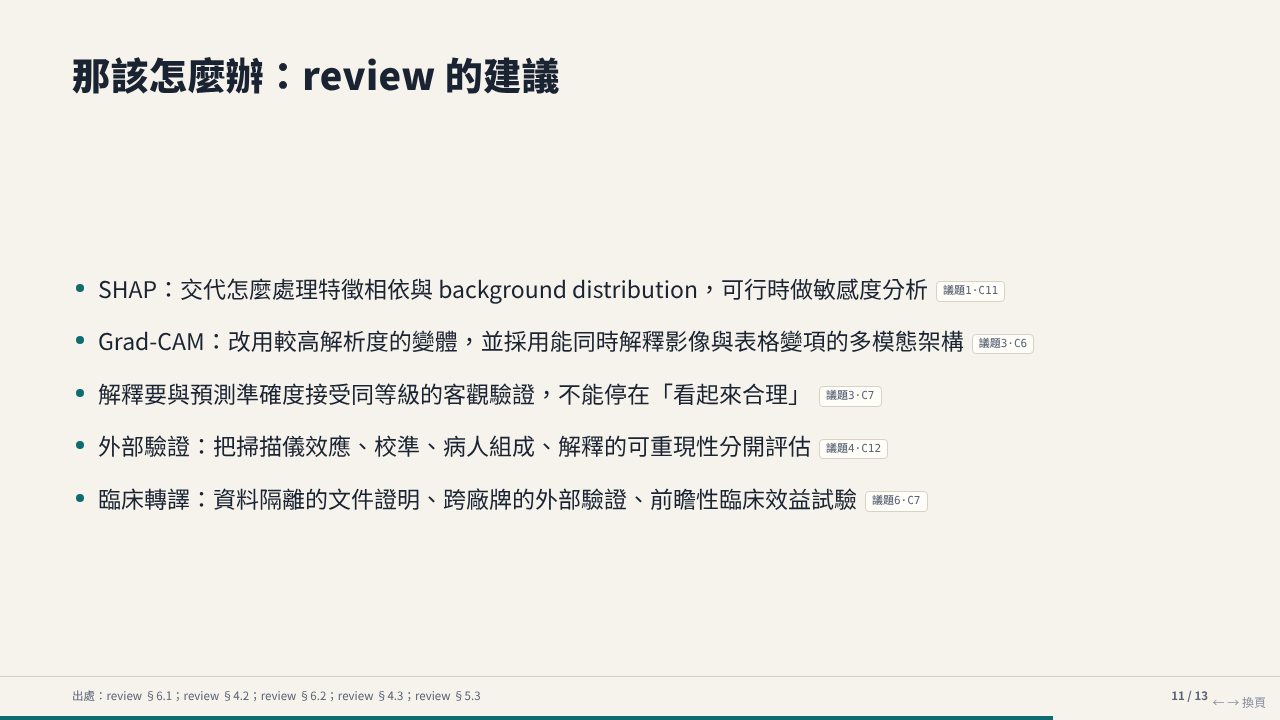 那該怎麼辦：review 的建議
SHAP：交代怎麼處理特徵相依與 background distribution，可行時做敏感度分析 議題1·C11
Grad-CAM：改用較高解析度的變體，並採用能同時解釋影像與表格變項的多模態架構 議題3·C6
解釋要與預測準確度接受同等級的客觀驗證，不能停在「看起來合理」 議題3·C7
外部驗證：把掃描儀效應、校準、病人組成、解釋的可重現性分開評估 議題4·C12
臨床轉譯：資料隔離的文件證明、跨廠牌的外部驗證、前瞻性臨床效益試驗 議題6·C7
出處：review §6.1；review §4.2；review §6.2；review §4.3；review §5.3
11 / 13
← → 換頁